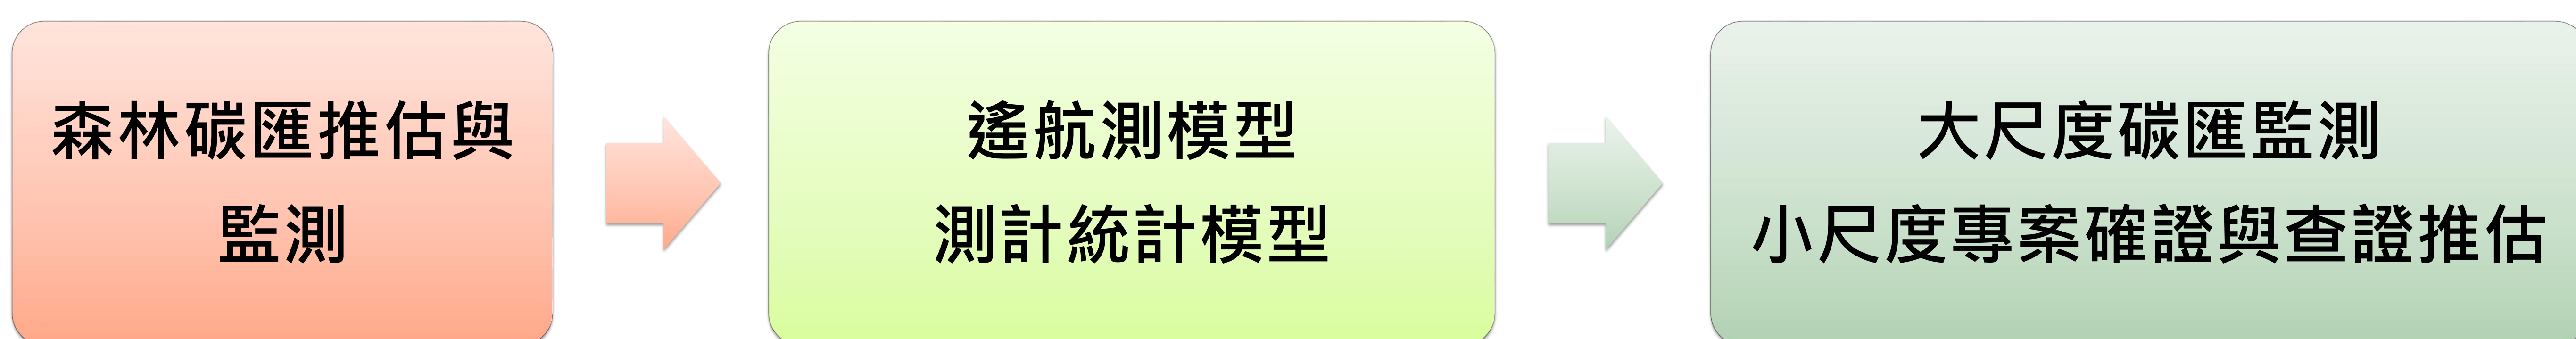 森林碳匯推估與
監測
遙航測模型
測計統計模型
大尺度碳匯監測
小尺度專案確證與查證推估